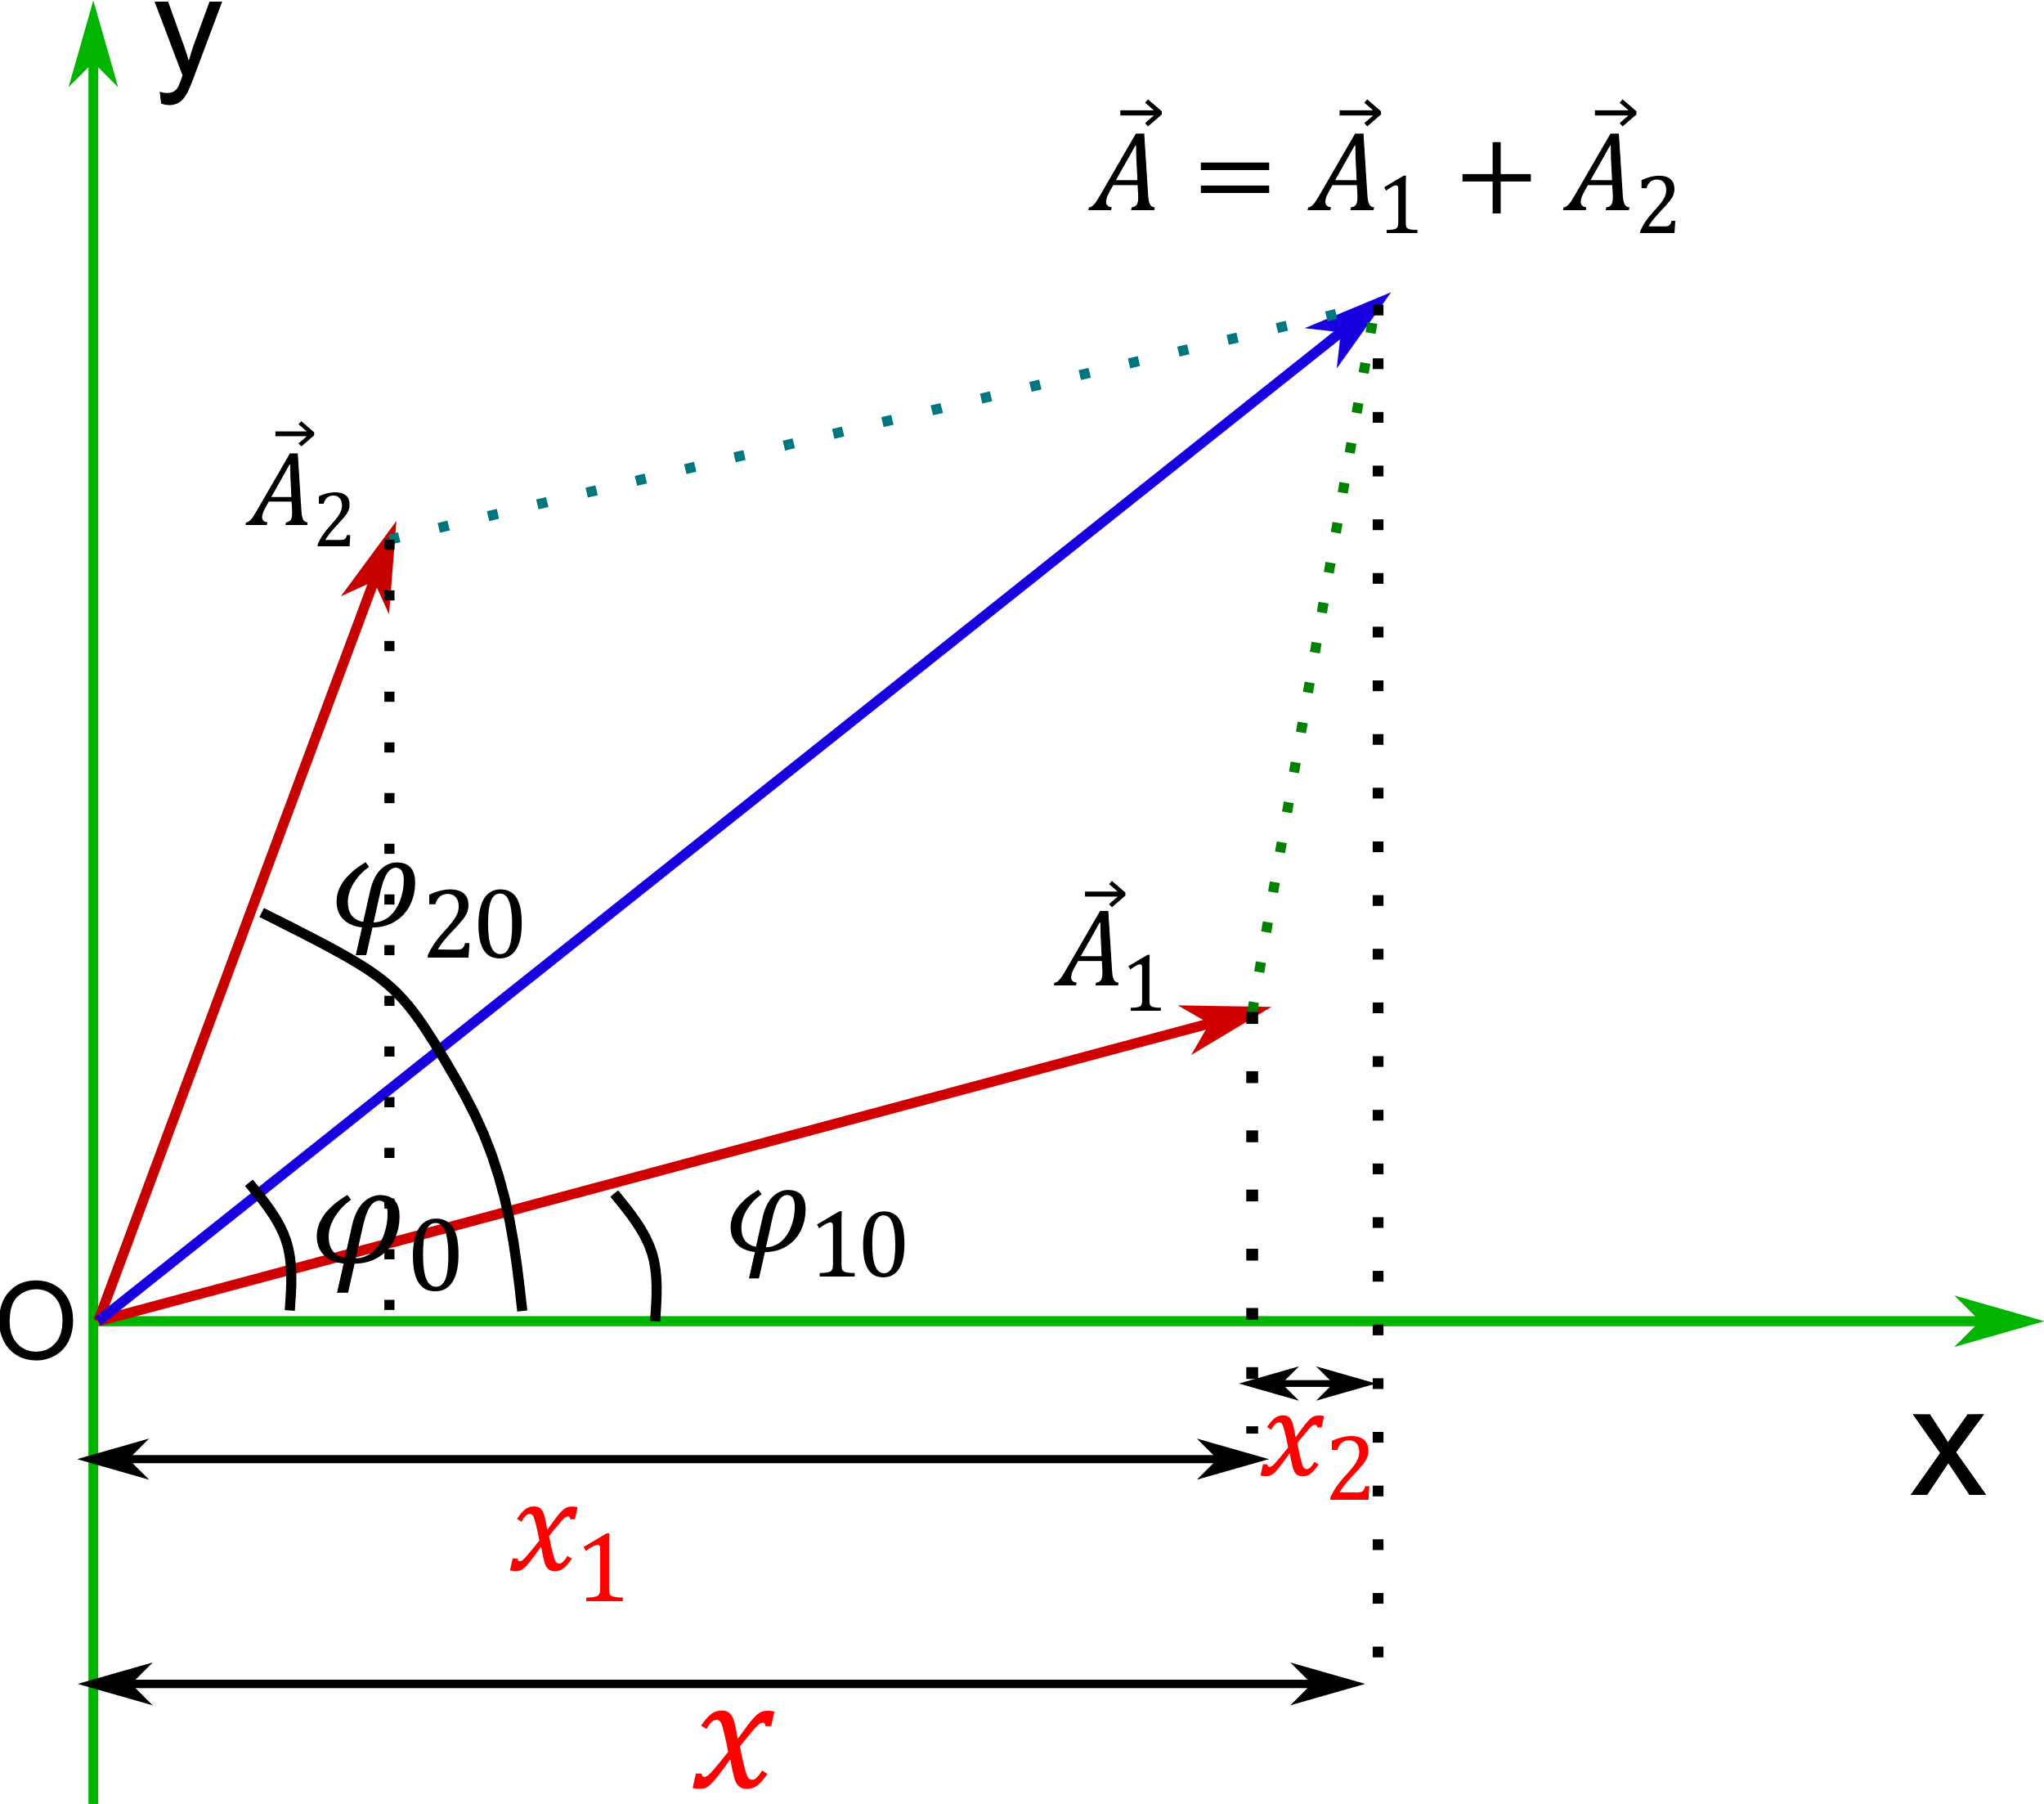 y
A⃗ = A⃗₁ + A⃗₂
A⃗₂
φ₂₀
A⃗₁
φ₀
φ₁₀
O
x₂
x
x₁
x